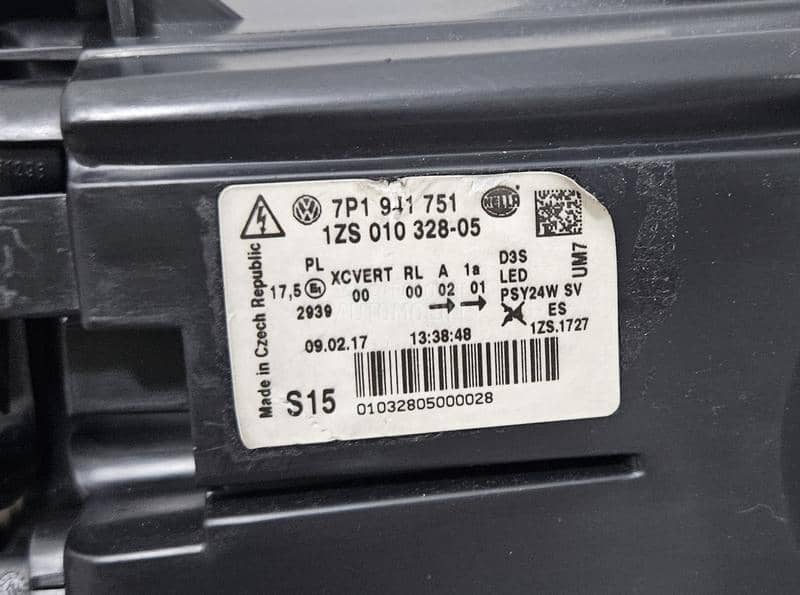 7P1 941 751
HELLA
1ZS 010 328-05
UM7
Made in Czech Republic
PL XCVERT RL A 1a D3S
17,5 E1 00 00 02 01 LED
2939 PSY24W SV
ES
1ZS.1727
09.02.17 13:38:48
S15
01032805000028